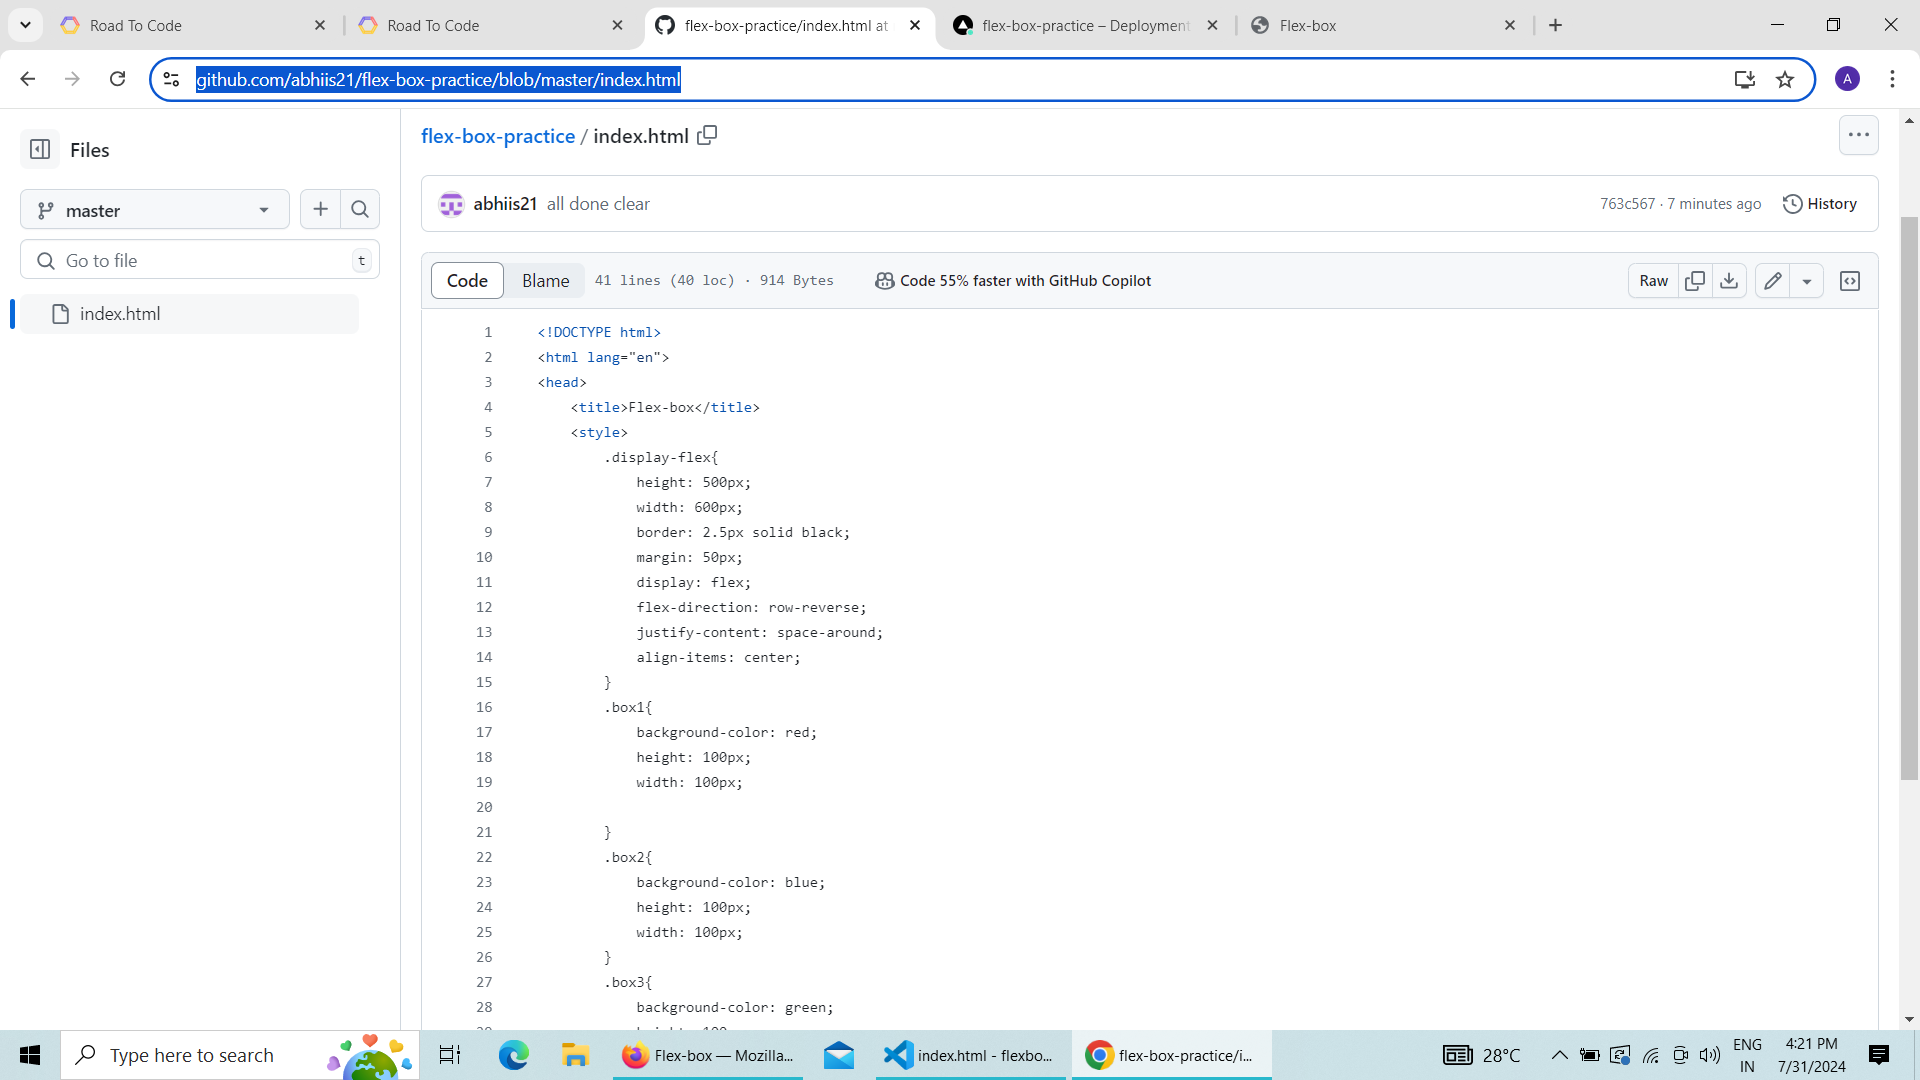 Road To Code
Road To Code
flex-box-practice/index.html at
flex-box-practice – Deployment
Flex-box
github.com/abhiis21/flex-box-practice/blob/master/index.html
A
Files
flex-box-practice / index.html
master
abhiis21 all done clear
763c567 · 7 minutes ago
History
Go to file
t
Code
Blame
41 lines (40 loc) · 914 Bytes
Code 55% faster with GitHub Copilot
Raw
index.html
1 <!DOCTYPE html>
2 <html lang="en">
3 <head>
4 <title>Flex-box</title>
5 <style>
6 .display-flex{
7 height: 500px;
8 width: 600px;
9 border: 2.5px solid black;
10 margin: 50px;
11 display: flex;
12 flex-direction: row-reverse;
13 justify-content: space-around;
14 align-items: center;
15 }
16 .box1{
17 background-color: red;
18 height: 100px;
19 width: 100px;
20
21 }
22 .box2{
23 background-color: blue;
24 height: 100px;
25 width: 100px;
26 }
27 .box3{
28 background-color: green;
Type here to search
Flex-box — Mozilla...
index.html - flexbo...
flex-box-practice/i...
28°C
ENG
IN
4:21 PM
7/31/2024